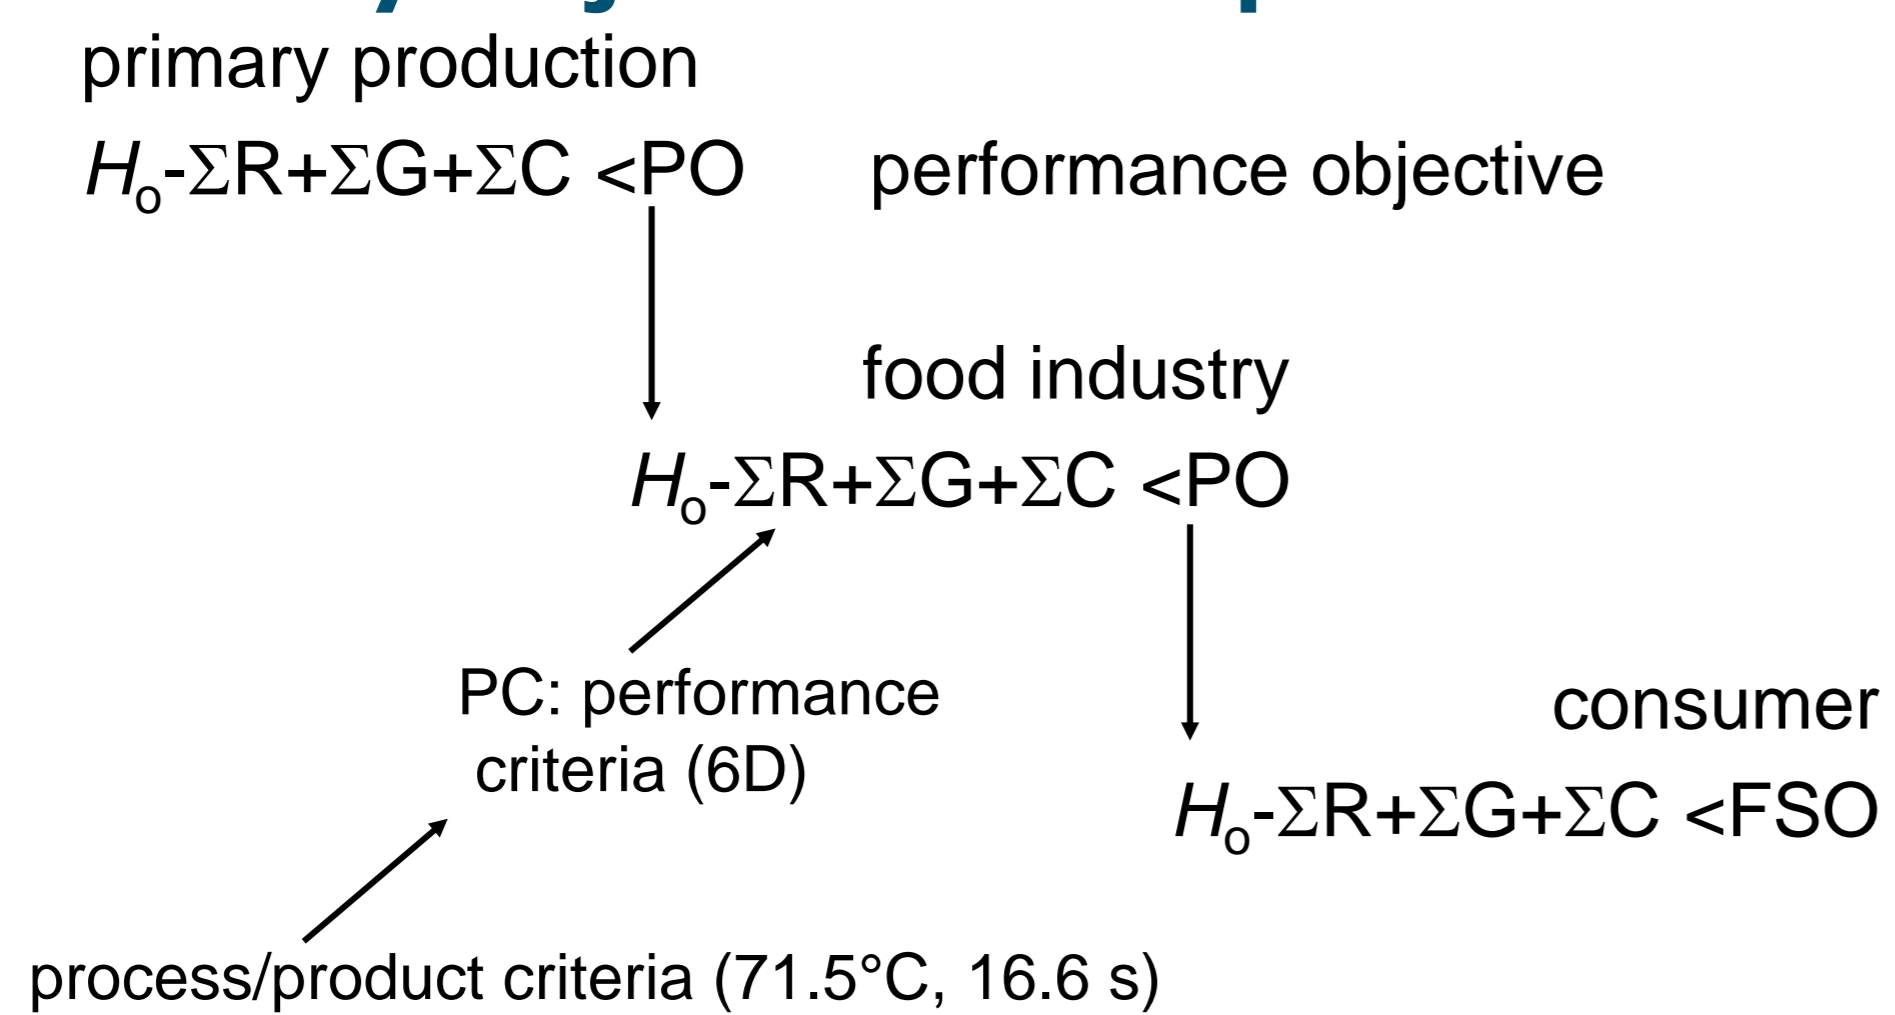 primary production
Hₒ-ΣR+ΣG+ΣC <PO performance objective
food industry
Hₒ-ΣR+ΣG+ΣC <PO
PC: performance
criteria (6D)
consumer
Hₒ-ΣR+ΣG+ΣC <FSO
process/product criteria (71.5°C, 16.6 s)